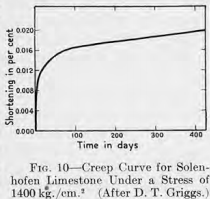 Shortening in per cent
0.020
0.016
0.012
0.008
0.004
0.000
0
100
200
300
400
Time in days
FIG. 10—Creep Curve for Solen-
hofen Limestone Under a Stress of
1400 kg./cm.² (After D. T. Griggs.)